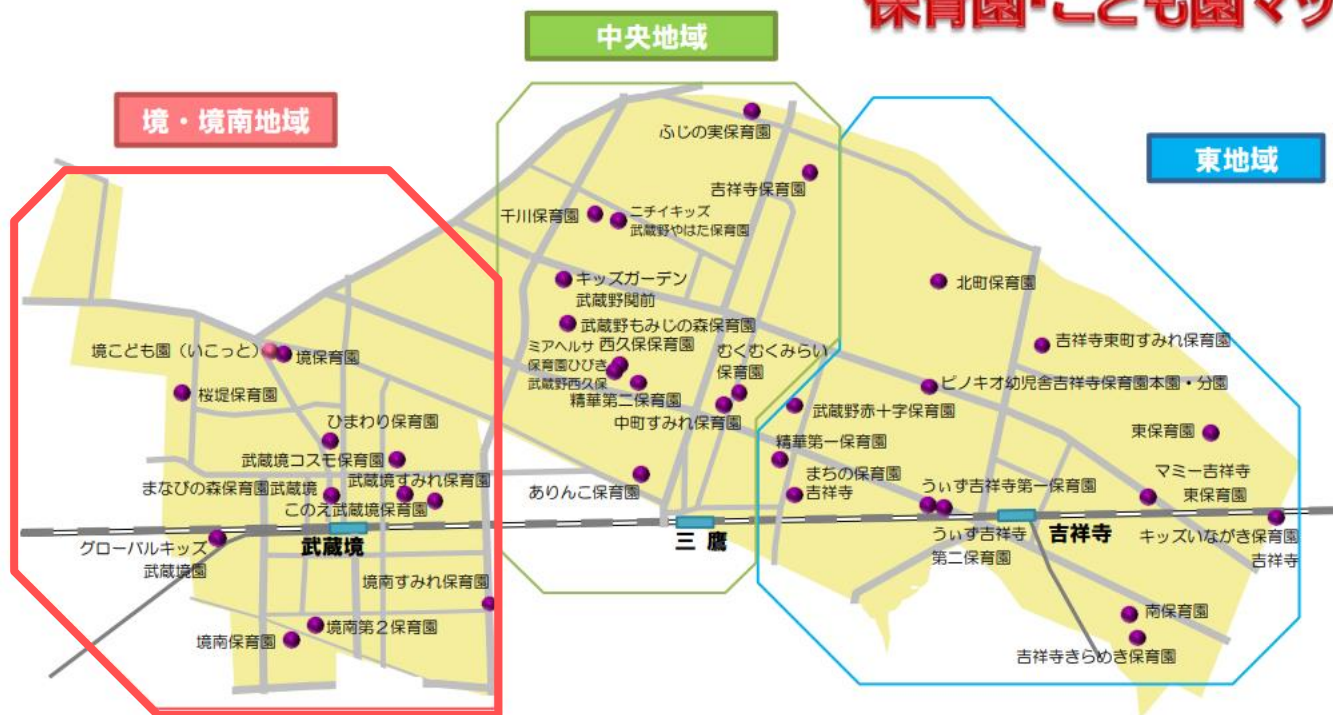 保育園・こども園マッ
中央地域
境・境南地域
東地域
ふじの実保育園
吉祥寺保育園
千川保育園
ニチイキッズ
武蔵野やはた保育園
キッズガーデン
武蔵野関前
武蔵野もみじの森保育園
西久保保育園
ミアヘルサ
保育園ひびき
武蔵野西久保
精華第二保育園
むくむくみらい
保育園
中町すみれ保育園
ありんこ保育園
三鷹
境こども園（いこっと）
境保育園
桜堤保育園
ひまわり保育園
武蔵境コスモ保育園
武蔵境すみれ保育園
まなびの森保育園武蔵境
このえ武蔵境保育園
武蔵境
グローバルキッズ
武蔵境園
境南すみれ保育園
境南第２保育園
境南保育園
北町保育園
吉祥寺東町すみれ保育園
ピノキオ幼児舎吉祥寺保育園本園・分園
武蔵野赤十字保育園
東保育園
精華第一保育園
まちの保育園
吉祥寺
うぃず吉祥寺第一保育園
マミー吉祥寺
東保育園
うぃず吉祥寺
第二保育園
吉祥寺
キッズいながき保育園
吉祥寺
南保育園
吉祥寺きらめき保育園